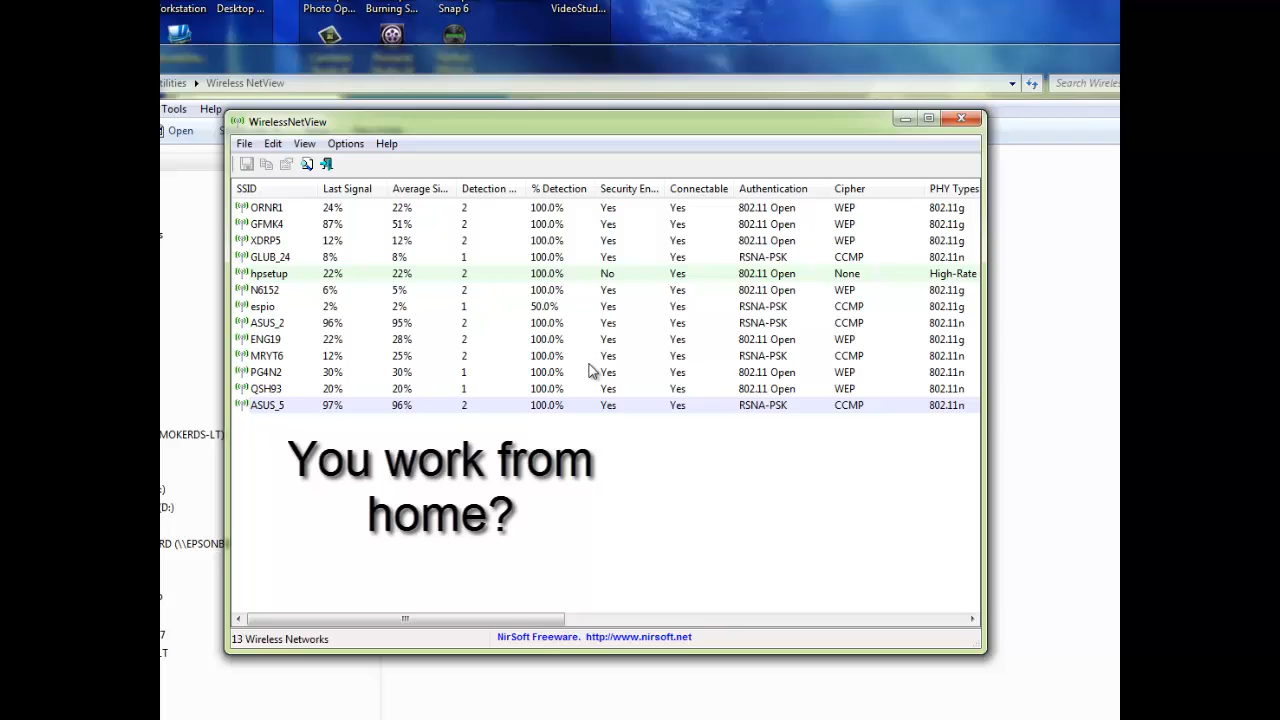 orkstation Desktop ... Photo Op... Burning S... Snap 6 VideoStud...
tilities Wireless NetView Search Wireles
Tools Help
Open
WirelessNetView
File Edit View Options Help
SSID Last Signal Average Si... Detection ... % Detection Security En... Connectable Authentication Cipher PHY Types
ORNR1 24% 22% 2 100.0% Yes Yes 802.11 Open WEP 802.11g
GFMK4 87% 51% 2 100.0% Yes Yes 802.11 Open WEP 802.11g
XDRP5 12% 12% 2 100.0% Yes Yes 802.11 Open WEP 802.11g
GLUB_24 8% 8% 1 100.0% Yes Yes RSNA-PSK CCMP 802.11g
hpsetup 22% 22% 2 100.0% No Yes 802.11 Open None High-Rate
N6152 6% 5% 2 100.0% Yes Yes 802.11 Open WEP 802.11g
espio 2% 2% 1 50.0% Yes Yes RSNA-PSK CCMP 802.11g
ASUS_2 96% 95% 2 100.0% Yes Yes RSNA-PSK CCMP 802.11n
ENG19 22% 28% 2 100.0% Yes Yes 802.11 Open WEP 802.11g
MRYT6 12% 25% 2 100.0% Yes Yes RSNA-PSK CCMP 802.11n
PG4N2 30% 30% 1 100.0% Yes Yes 802.11 Open WEP 802.11n
QSH93 20% 20% 1 100.0% Yes Yes 802.11 Open WEP 802.11n
ASUS_5 97% 96% 2 100.0% Yes Yes RSNA-PSK CCMP 802.11n
MOKERDS-LT)
You work from
home?
:)
(D:)
RD (\\EPSONB
7
LT
13 Wireless Networks NirSoft Freeware. http://www.nirsoft.net